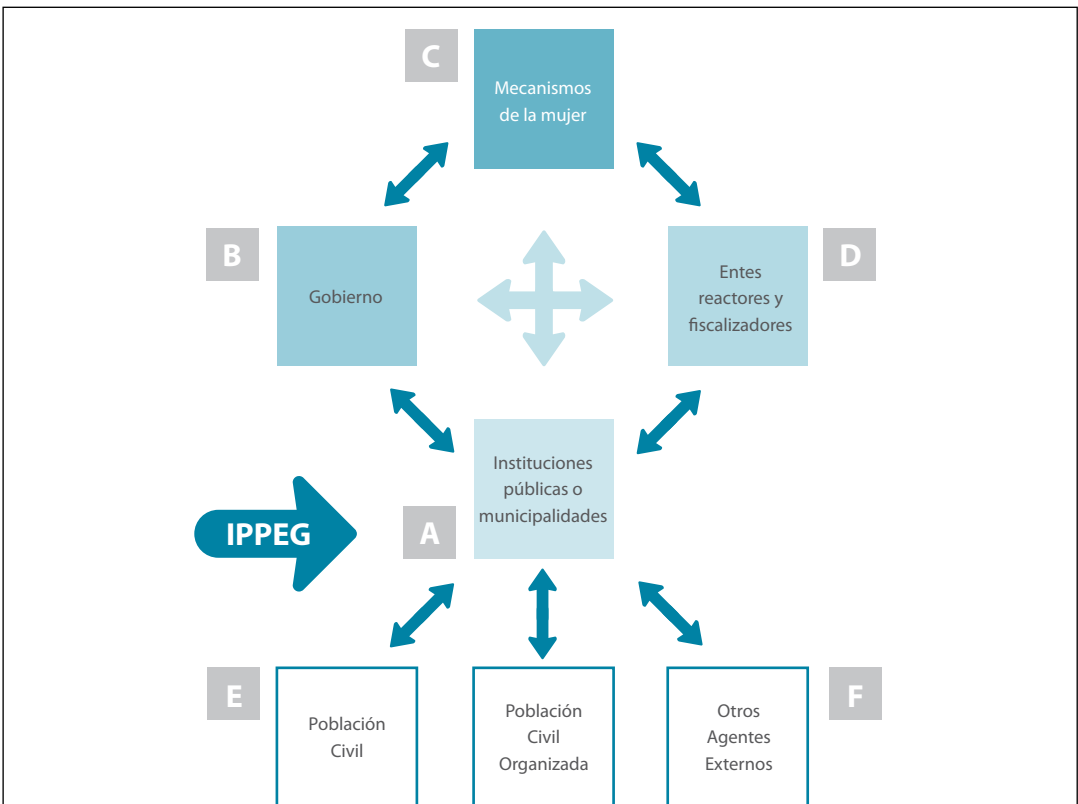 C
Mecanismos
de la mujer
B
Gobierno
Entes
reactores y
fiscalizadores
D
Instituciones
públicas o
municipalidades
IPPEG
A
E
Población
Civil
Población
Civil
Organizada
Otros
Agentes
Externos
F